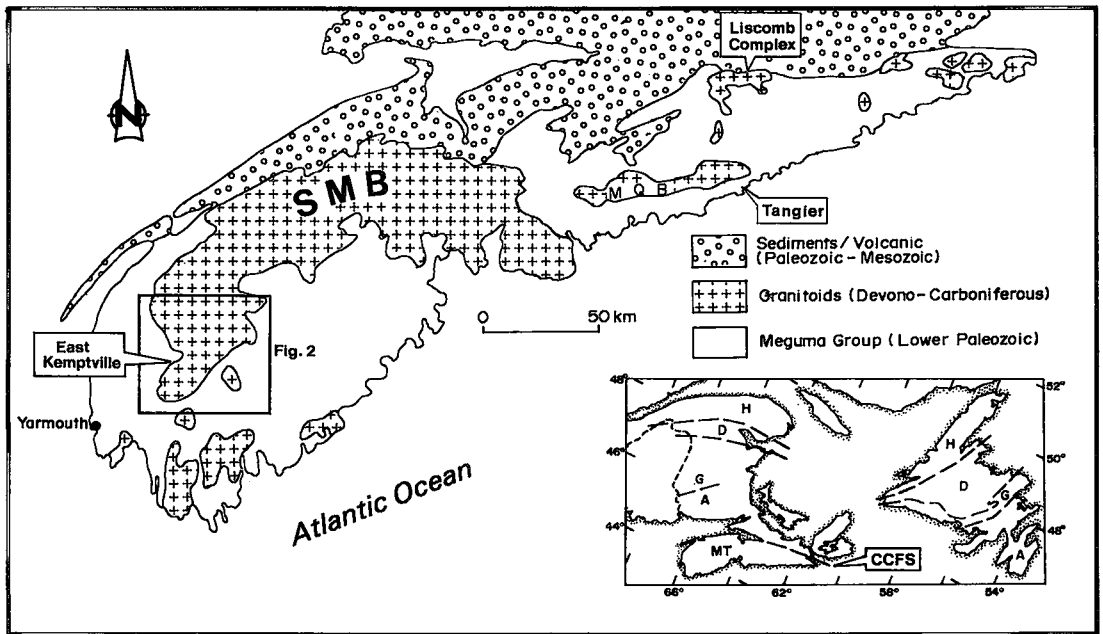 Liscomb
Complex
N
SMB
M Q B
Tangier
Sediments/Volcanic
(Paleozoic-Mesozoic)
Granitoids (Devono-Carboniferous)
Meguma Group (Lower Paleozoic)
0 50 km
East
Kemptville
Fig. 2
Yarmouth
Atlantic Ocean
48°
52°
H
D
H
46°
50°
D
G
A
G
44°
48°
MT
CCFS
A
66°
62°
58°
54°